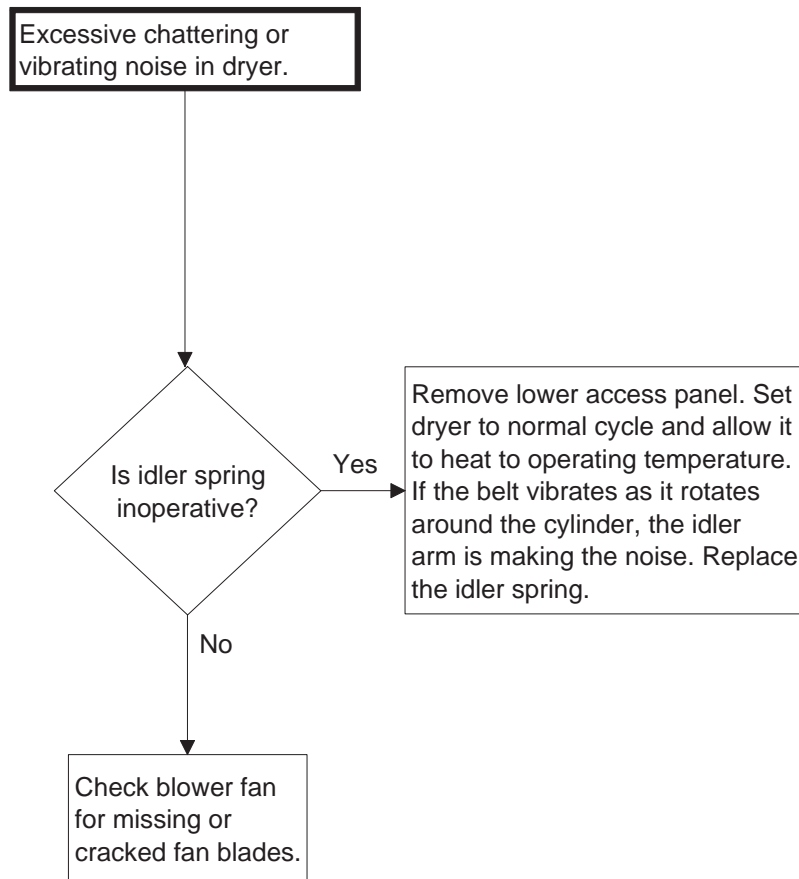 Excessive chattering or
vibrating noise in dryer.
Is idler spring
inoperative?
Yes
Remove lower access panel. Set
dryer to normal cycle and allow it
to heat to operating temperature.
If the belt vibrates as it rotates
around the cylinder, the idler
arm is making the noise. Replace
the idler spring.
No
Check blower fan
for missing or
cracked fan blades.